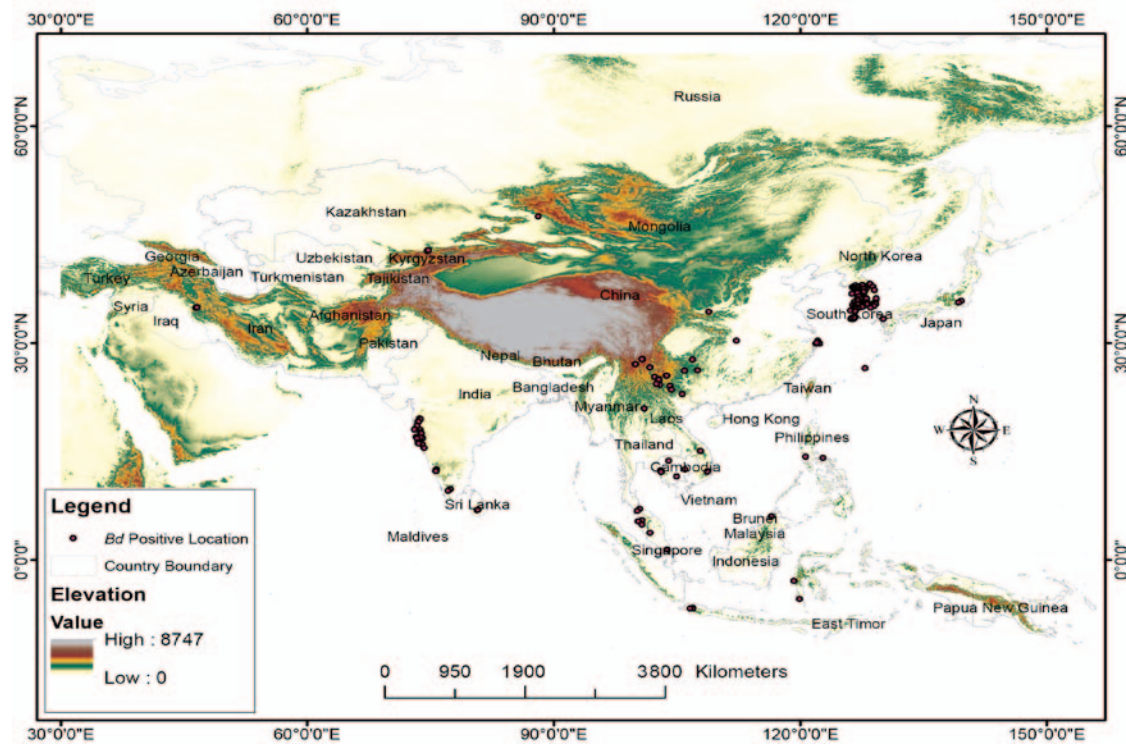 30°0'0"E 60°0'0"E 90°0'0"E 120°0'0"E 150°0'0"E
Russia
60°0'0"N 60°0'0"N
Kazakhstan
Mongolia
Georgia
Uzbekistan Kyrgyzstan
North Korea
Turkey Azerbaijan Turkmenistan Tajikistan
China
Syria
Afghanistan
South Korea
Iraq Iran
Japan
Pakistan
30°0'0"N 30°0'0"N
Nepal Bhutan
India Bangladesh
Taiwan
Myanmar
Laos Hong Kong
N
W E
S
Thailand
Philippines
Cambodia
Sri Lanka
Vietnam
Maldives
Brunei
Malaysia
Singapore
Indonesia
0°0'0" 0°0'0"
Papua New Guinea
East Timor
Legend
Bd Positive Location
Country Boundary
Elevation
Value
High : 8747
Low : 0
0 950 1900 3800 Kilometers
30°0'0"E 60°0'0"E 90°0'0"E 120°0'0"E 150°0'0"E